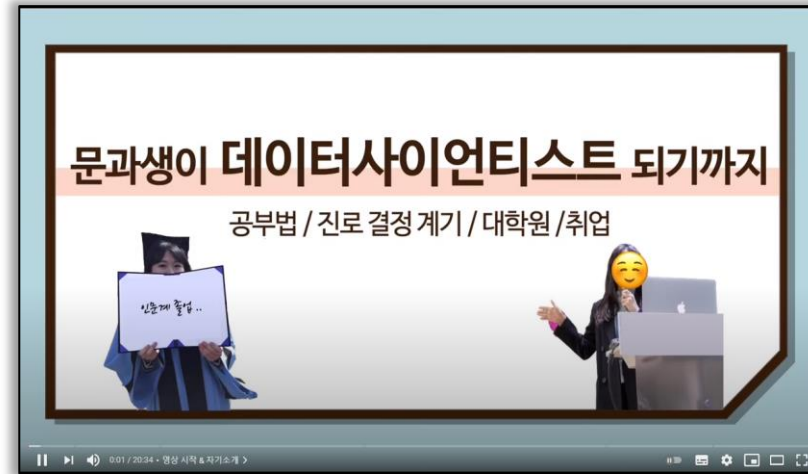 문과생이 데이터사이언티스트 되기까지
공부법 / 진로 결정 계기 / 대학원 /취업
인문계 졸업..
0:01 / 20:34 • 영상 시작 & 자기소개 >